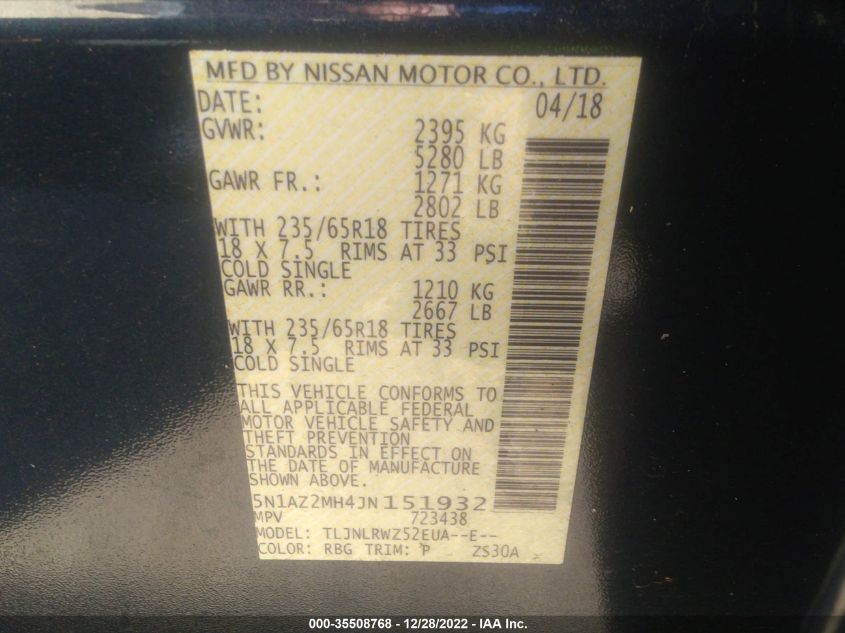 MFD BY NISSAN MOTOR CO., LTD.
DATE: 04/18
GVWR: 2395 KG
5280 LB
GAWR FR.: 1271 KG
2802 LB
WITH 235/65R18 TIRES
18 X 7.5 RIMS AT 33 PSI
COLD SINGLE
GAWR RR.: 1210 KG
2667 LB
WITH 235/65R18 TIRES
18 X 7.5 RIMS AT 33 PSI
COLD SINGLE
THIS VEHICLE CONFORMS TO
ALL APPLICABLE FEDERAL
MOTOR VEHICLE SAFETY AND
THEFT PREVENTION
STANDARDS IN EFFECT ON
THE DATE OF MANUFACTURE
SHOWN ABOVE.
5N1AZ2MH4JN151932
MPV 723438
MODEL: TLJNLRWZ52EUA--E--
COLOR: RBG TRIM: P ZS30A
000-35508768 - 12/28/2022 - IAA Inc.